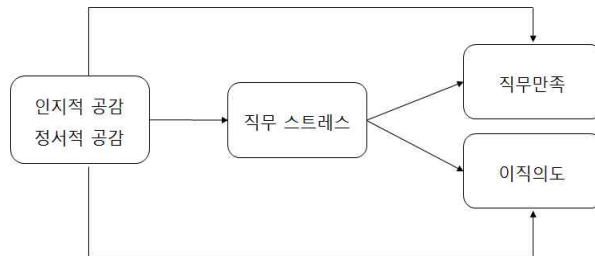 인지적 공감
정서적 공감
직무 스트레스
직무만족
이직의도